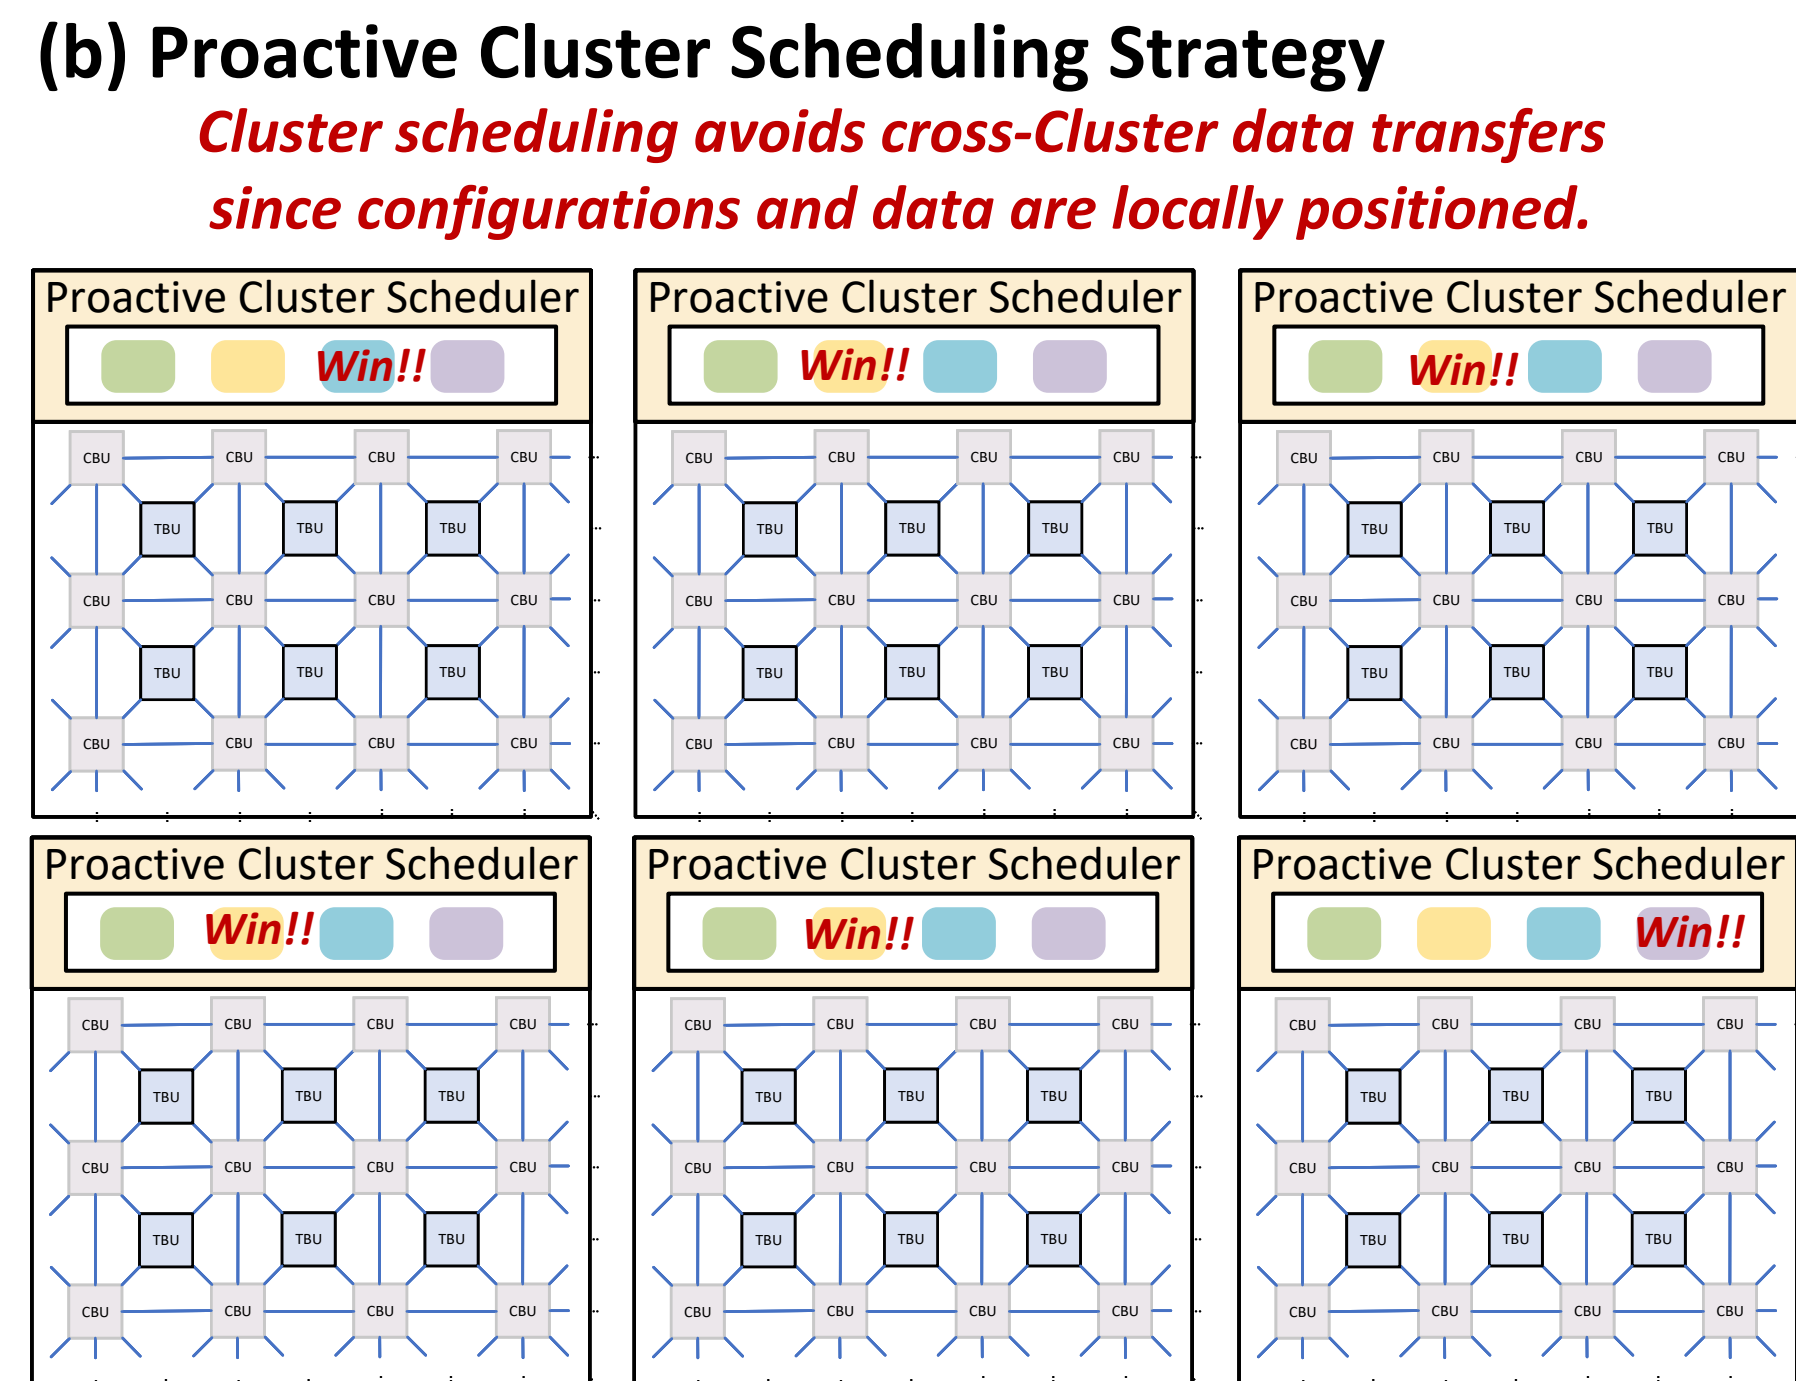 (b) Proactive Cluster Scheduling Strategy
Cluster scheduling avoids cross-Cluster data transfers
since configurations and data are locally positioned.
Proactive Cluster Scheduler Proactive Cluster Scheduler Proactive Cluster Scheduler
Win!! Win!! Win!!
CBU CBU CBU CBU CBU CBU CBU CBU CBU CBU CBU CBU
TBU TBU TBU TBU TBU TBU TBU TBU TBU
CBU CBU CBU CBU CBU CBU CBU CBU CBU CBU CBU CBU
TBU TBU TBU TBU TBU TBU TBU TBU TBU
CBU CBU CBU CBU CBU CBU CBU CBU CBU CBU CBU CBU
Proactive Cluster Scheduler Proactive Cluster Scheduler Proactive Cluster Scheduler
Win!! Win!! Win!!
CBU CBU CBU CBU CBU CBU CBU CBU CBU CBU CBU CBU
TBU TBU TBU TBU TBU TBU TBU TBU TBU
CBU CBU CBU CBU CBU CBU CBU CBU CBU CBU CBU CBU
TBU TBU TBU TBU TBU TBU TBU TBU TBU
CBU CBU CBU CBU CBU CBU CBU CBU CBU CBU CBU CBU